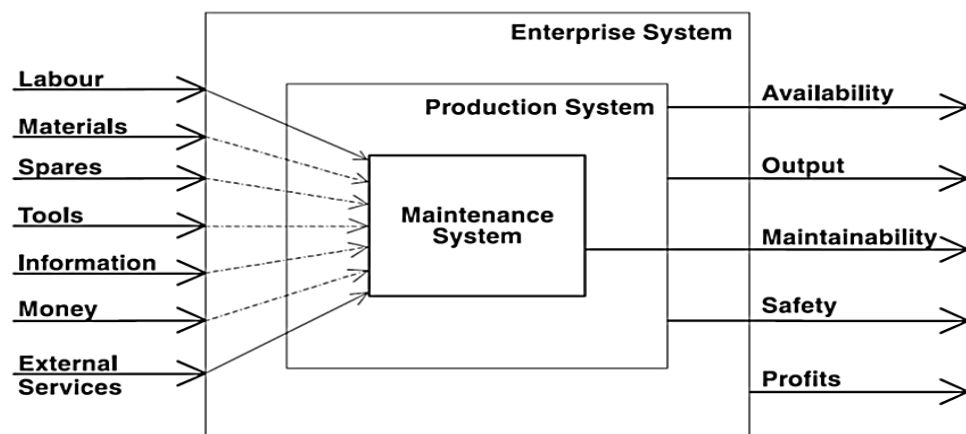 Enterprise System
Labour
Materials
Spares
Tools
Information
Money
External
Services
Production System
Maintenance
System
Availability
Output
Maintainability
Safety
Profits